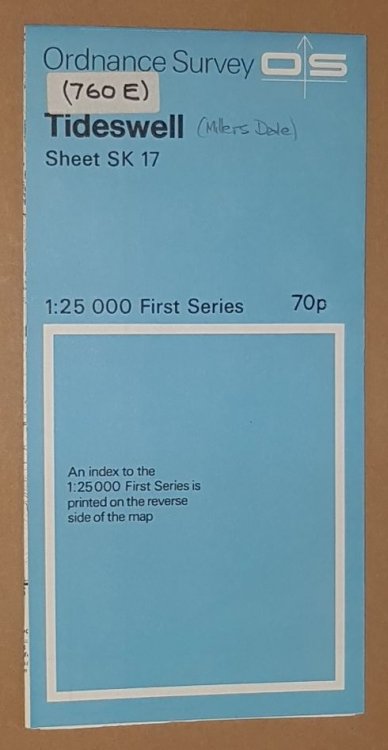 Ordnance Survey OS
(760 E)
Tideswell (Millers Dale)
Sheet SK 17
1:25 000 First Series 70p
An index to the
1:25000 First Series is
printed on the reverse
side of the map